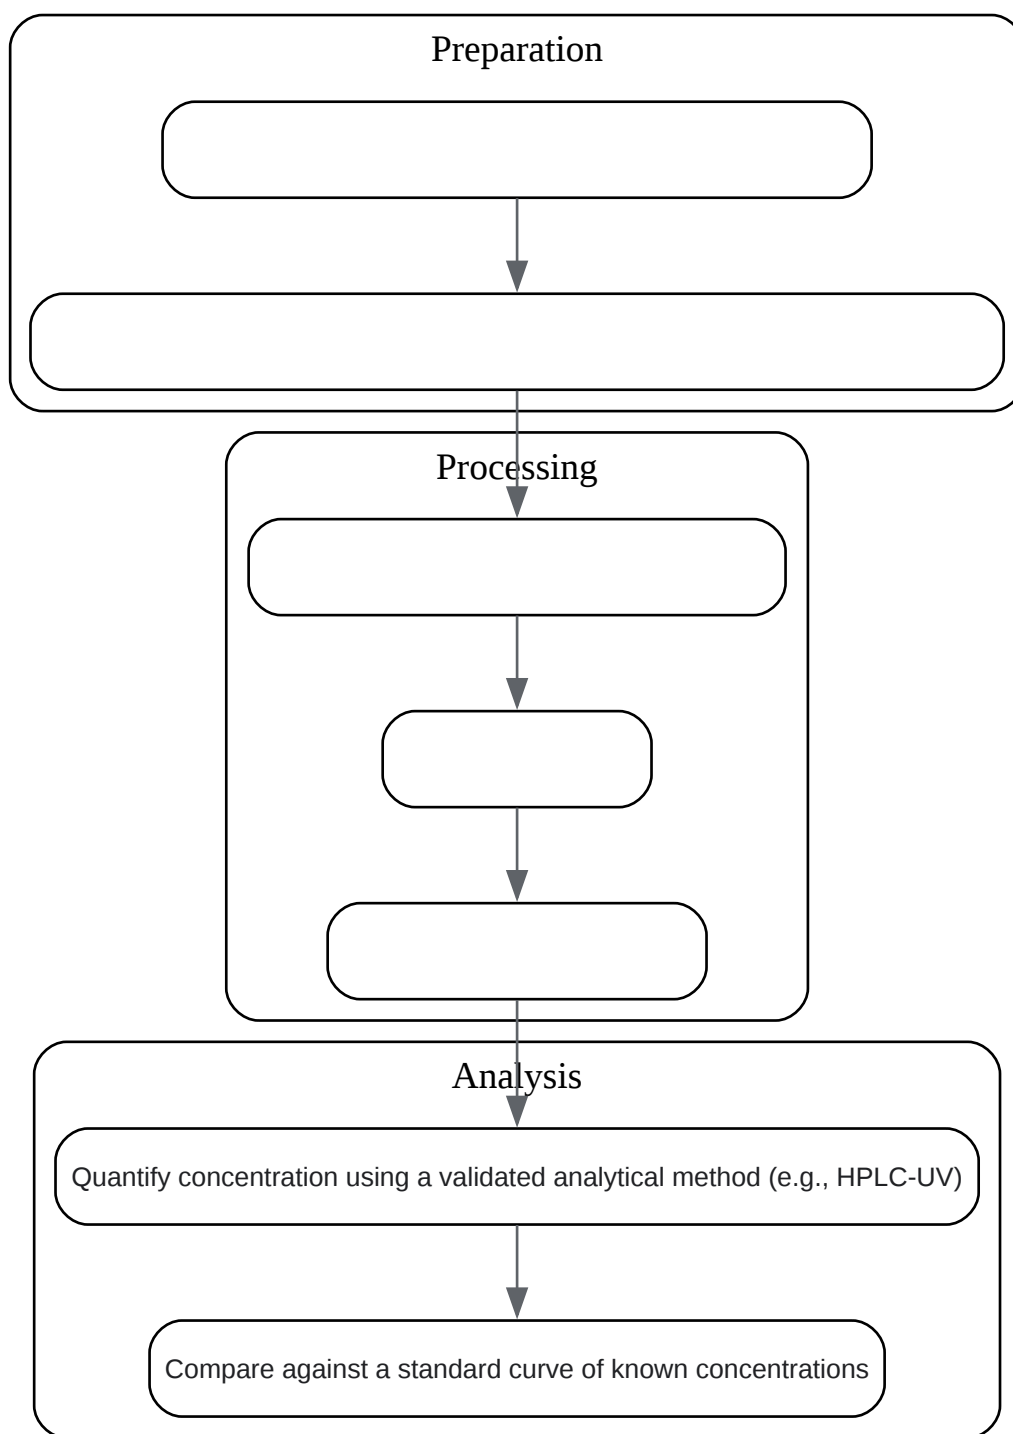 Preparation
Processing
Analysis
Quantify concentration using a validated analytical method (e.g., HPLC-UV)
Compare against a standard curve of known concentrations